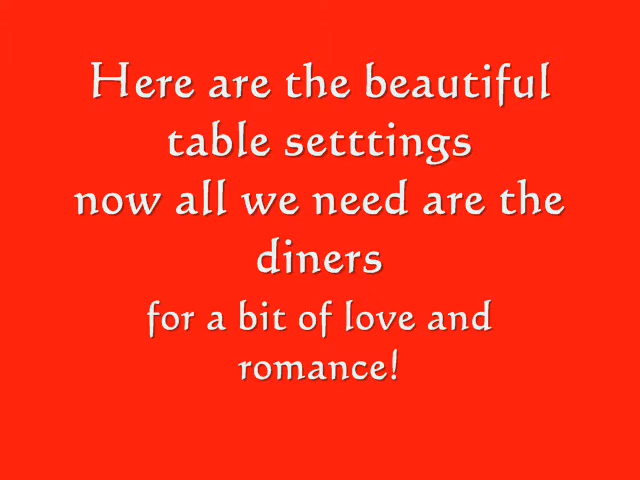 Here are the beautiful
table setttings
now all we need are the
diners
for a bit of love and
romance!